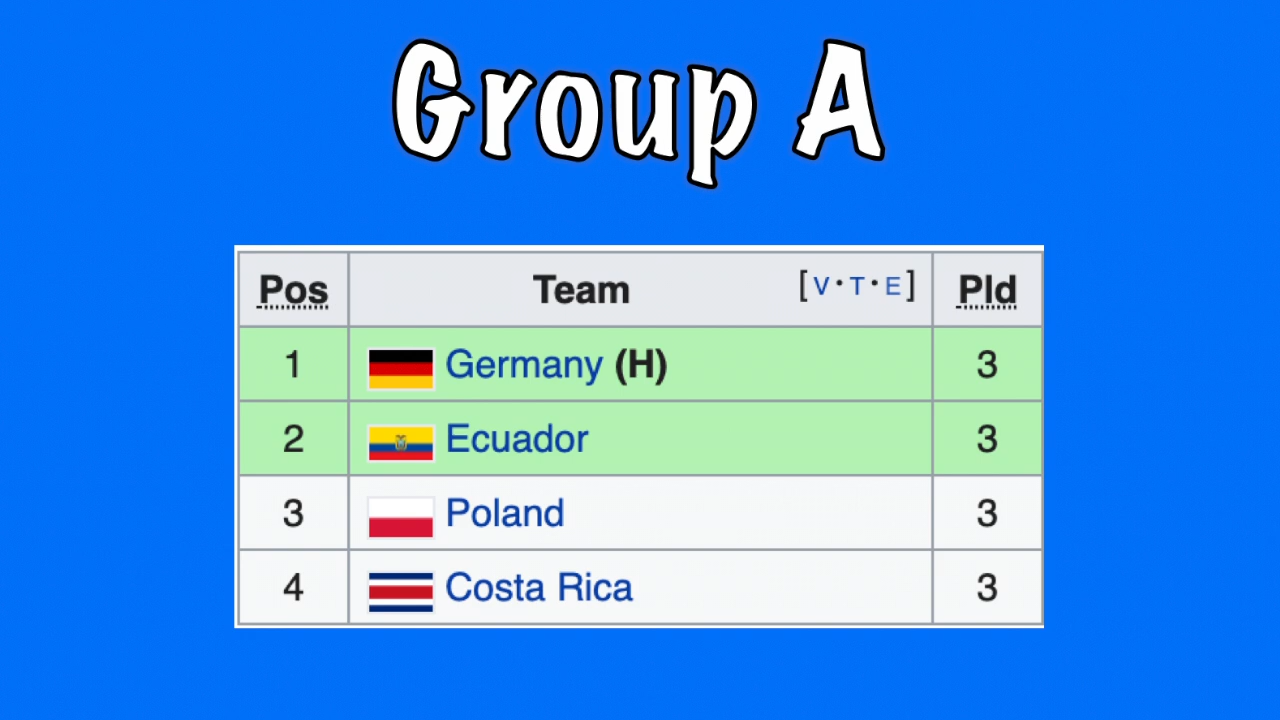 Group A
Pos Team [V·T·E] Pld
1 Germany (H) 3
2 Ecuador 3
3 Poland 3
4 Costa Rica 3